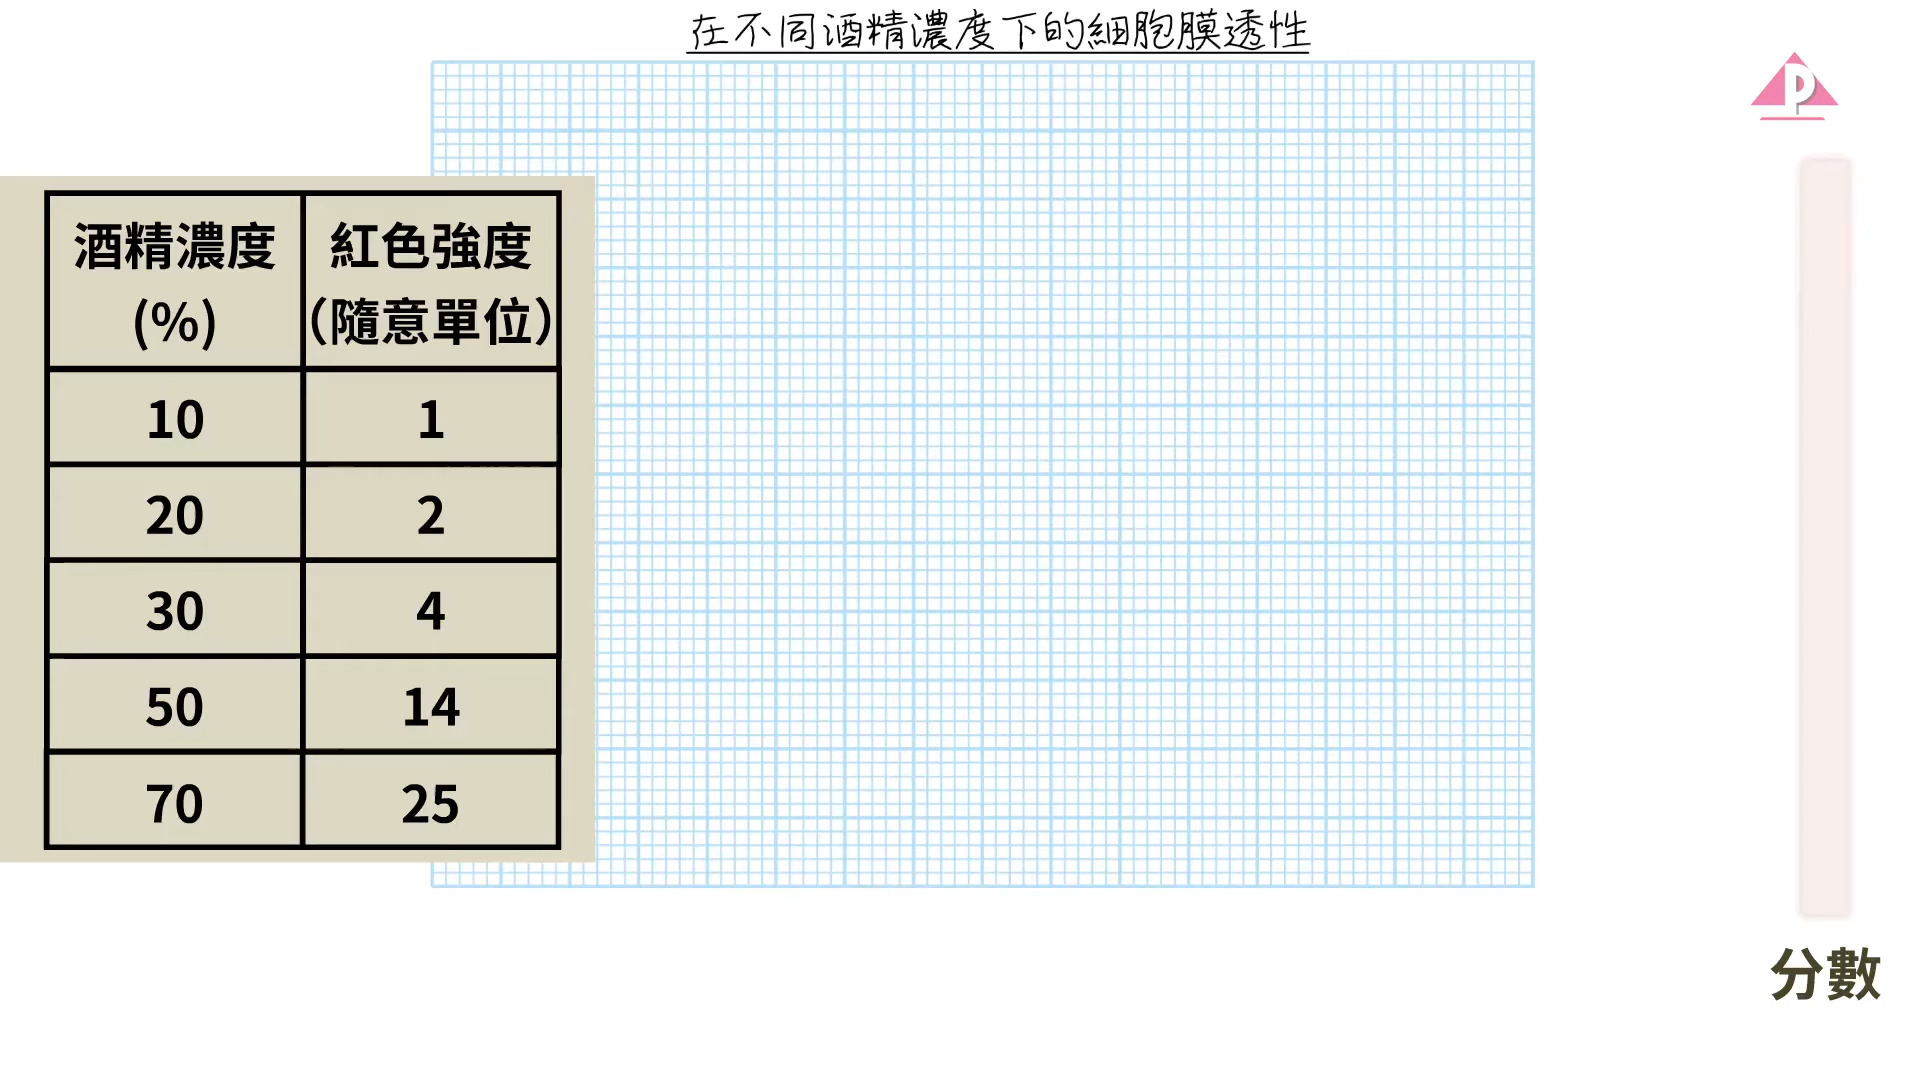 在不同酒精濃度下的細胞膜透性
P
酒精濃度 (%) 紅色強度 (隨意單位)
10 1
20 2
30 4
50 14
70 25
分數